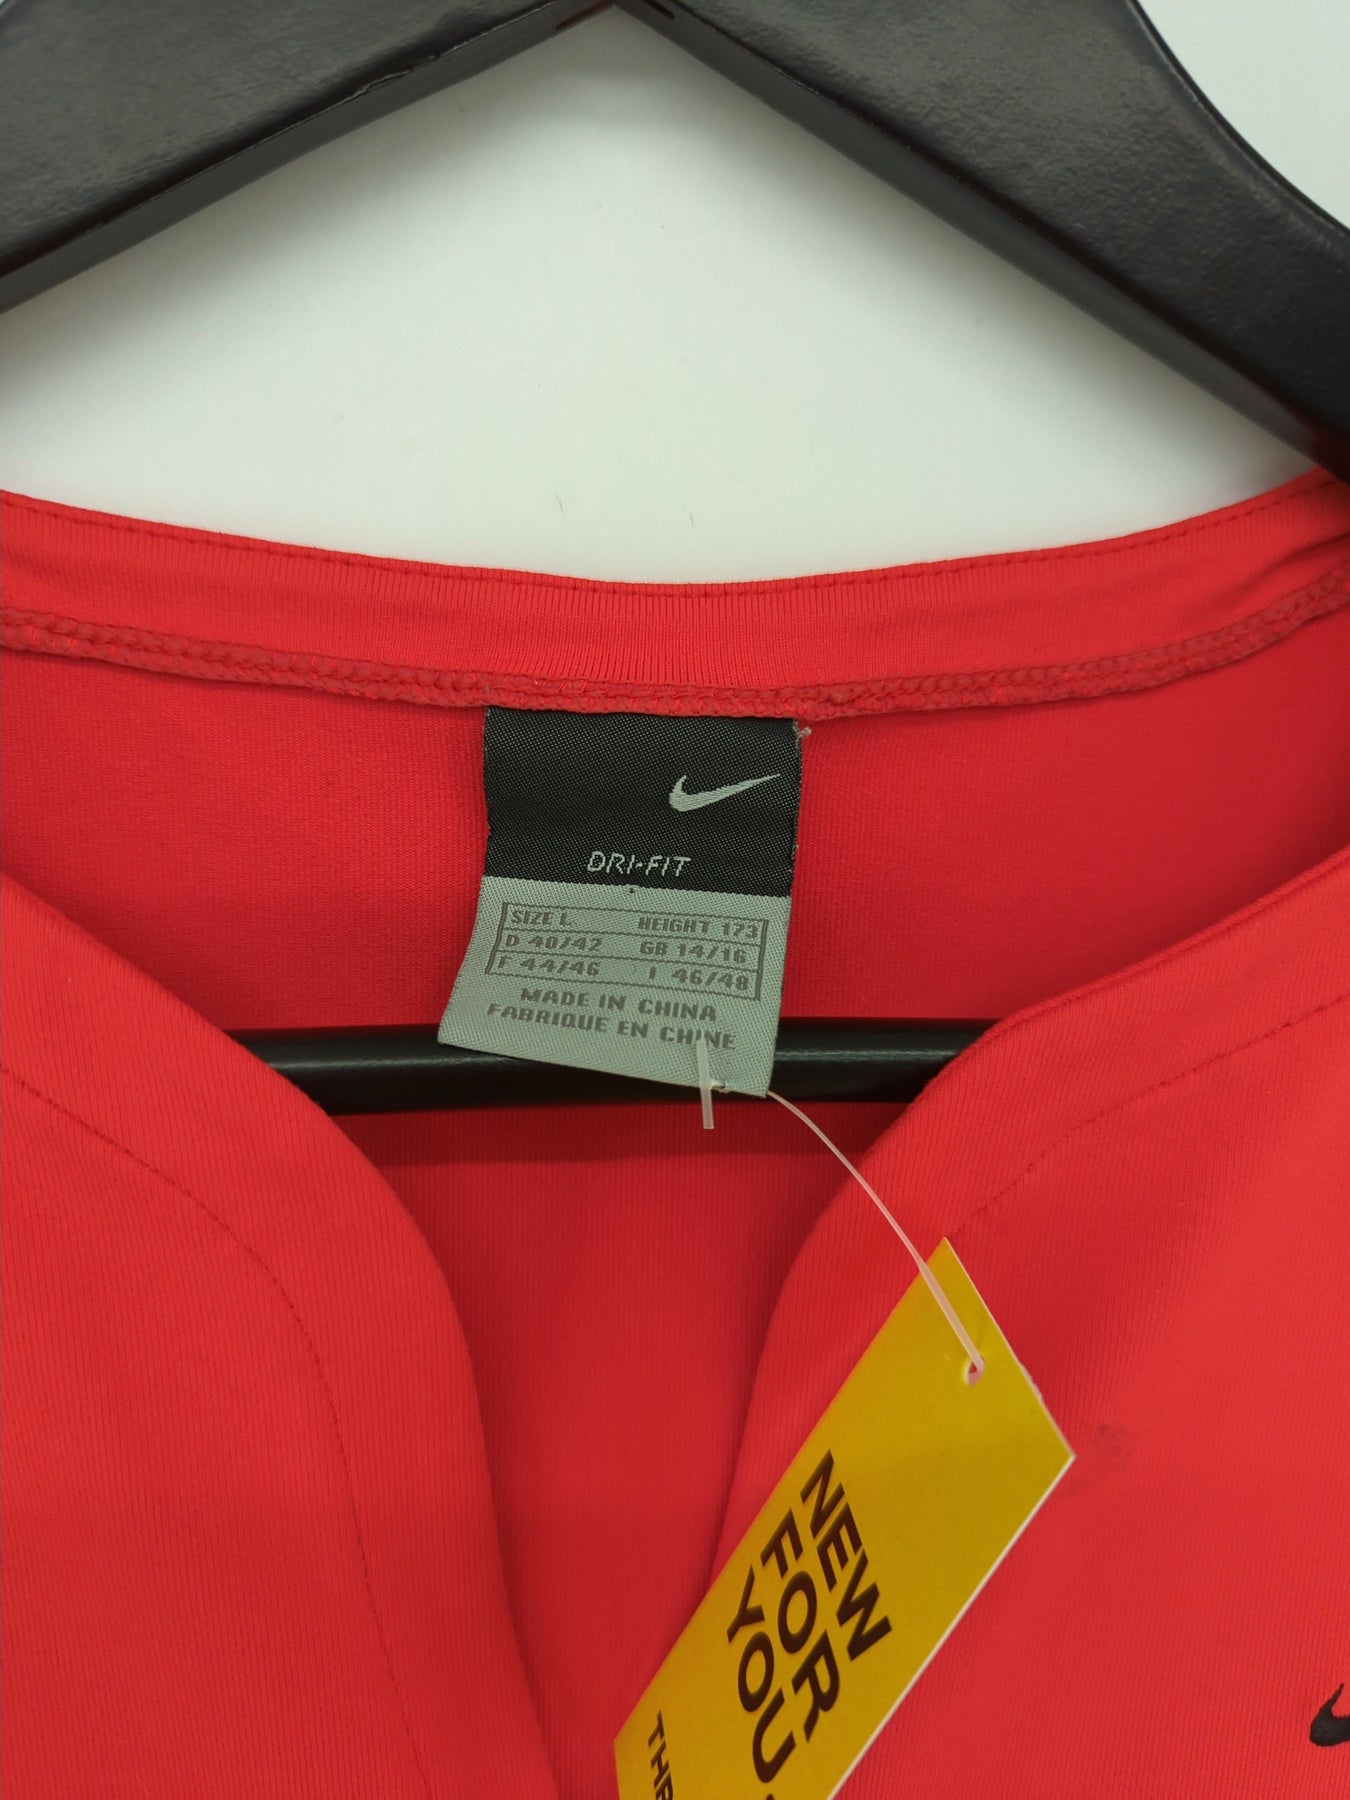 DRI-FIT
SIZE L HEIGHT 173
D 40/42 GB 14/16
F 44/46 I 46/48
MADE IN CHINA
FABRIQUE EN CHINE
NEW
FOR
YOU